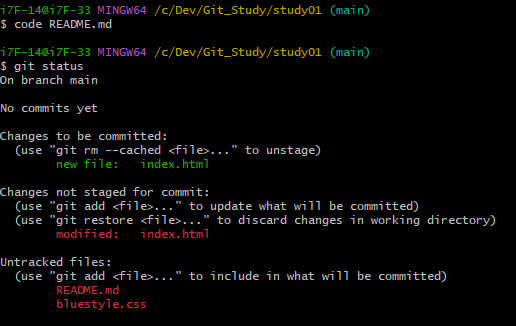 i7F-14@i7F-33 MINGW64 /c/Dev/Git_Study/study01 (main)
$ code README.md
i7F-14@i7F-33 MINGW64 /c/Dev/Git_Study/study01 (main)
$ git status
On branch main
No commits yet
Changes to be committed:
  (use "git rm --cached <file>..." to unstage)
        new file:   index.html
Changes not staged for commit:
  (use "git add <file>..." to update what will be committed)
  (use "git restore <file>..." to discard changes in working directory)
        modified:   index.html
Untracked files:
  (use "git add <file>..." to include in what will be committed)
        README.md
        bluestyle.css